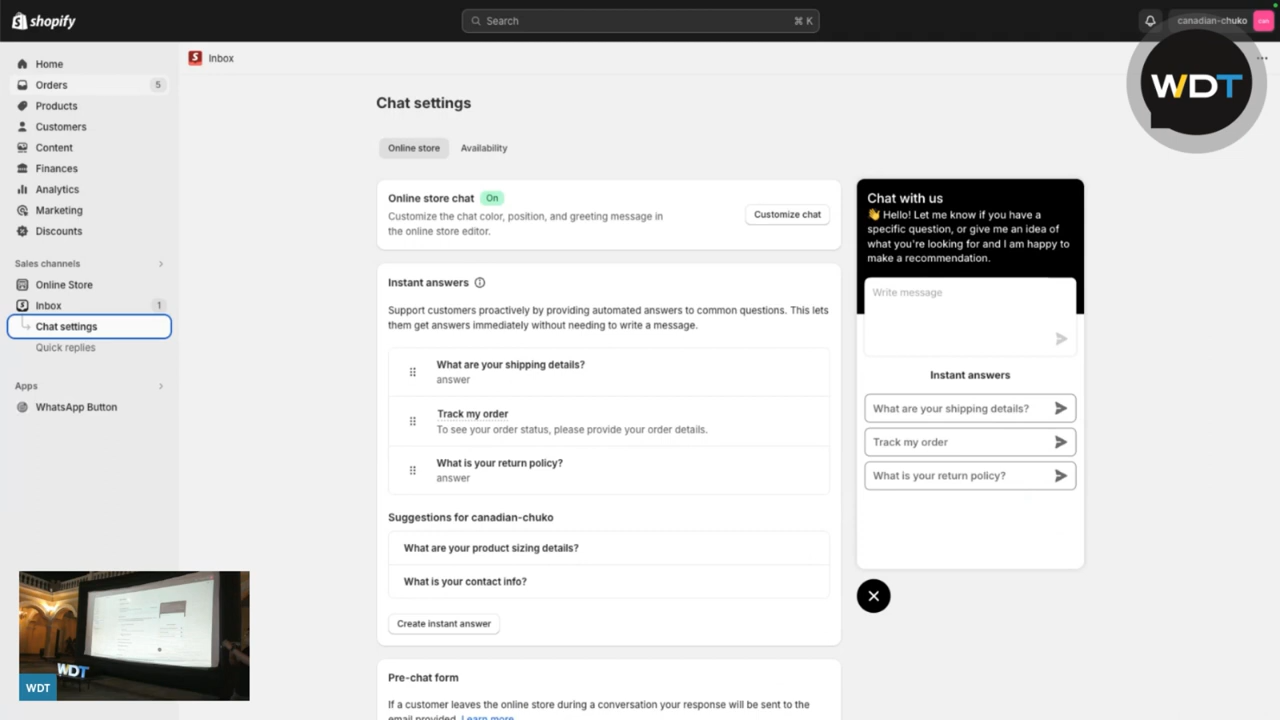 shopify
Search
⌘ K
canadian-chuko
Home
Inbox
Orders
5
Products
Customers
Content
Finances
Analytics
Marketing
Discounts
Sales channels
Online Store
Inbox
1
Chat settings
Quick replies
Apps
WhatsApp Button
WDT
Chat settings
Online store
Availability
Online store chat
On
Customize the chat color, position, and greeting message in
the online store editor.
Customize chat
Instant answers
Support customers proactively by providing automated answers to common questions. This lets
them get answers immediately without needing to write a message.
What are your shipping details?
answer
Track my order
To see your order status, please provide your order details.
What is your return policy?
answer
Suggestions for canadian-chuko
What are your product sizing details?
What is your contact info?
Create instant answer
Pre-chat form
If a customer leaves the online store during a conversation your response will be sent to the
email provided. Learn more
Chat with us
👋 Hello! Let me know if you have a
specific question, or give me an idea of
what you're looking for and I am happy to
make a recommendation.
Write message
Instant answers
What are your shipping details?
Track my order
What is your return policy?
WDT
WDT